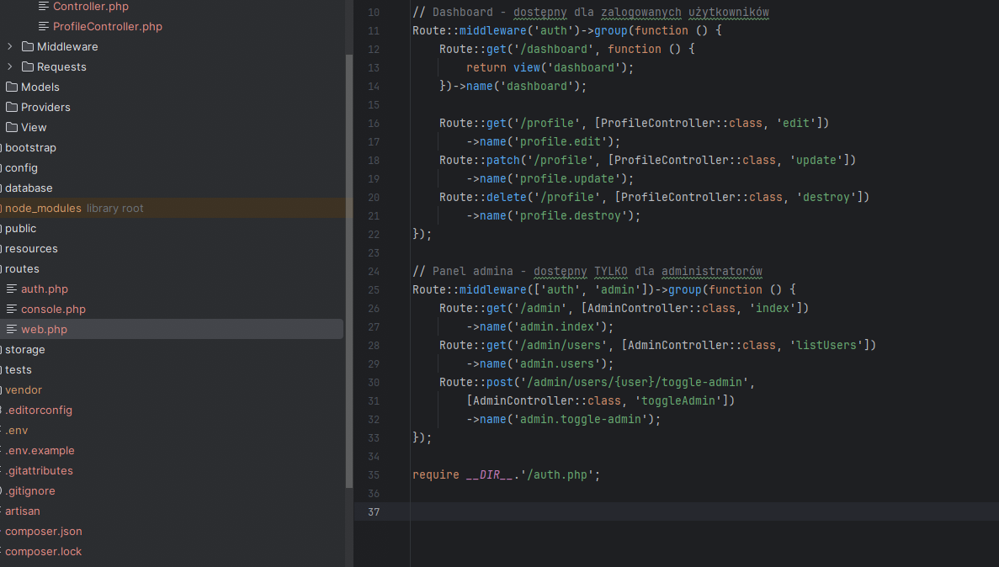 Controller.php
ProfileController.php
Middleware
Requests
Models
Providers
View
bootstrap
config
database
node_modules library root
public
resources
routes
auth.php
console.php
web.php
storage
tests
vendor
.editorconfig
.env
.env.example
.gitattributes
.gitignore
artisan
composer.json
composer.lock
10 // Dashboard - dostępny dla zalogowanych użytkowników
11 Route::middleware('auth')->group(function () {
12 Route::get('/dashboard', function () {
13 return view('dashboard');
14 })->name('dashboard');
15
16 Route::get('/profile', [ProfileController::class, 'edit'])
17 ->name('profile.edit');
18 Route::patch('/profile', [ProfileController::class, 'update'])
19 ->name('profile.update');
20 Route::delete('/profile', [ProfileController::class, 'destroy'])
21 ->name('profile.destroy');
22 });
23
24 // Panel admina - dostępny TYLKO dla administratorów
25 Route::middleware(['auth', 'admin'])->group(function () {
26 Route::get('/admin', [AdminController::class, 'index'])
27 ->name('admin.index');
28 Route::get('/admin/users', [AdminController::class, 'listUsers'])
29 ->name('admin.users');
30 Route::post('/admin/users/{user}/toggle-admin',
31 [AdminController::class, 'toggleAdmin'])
32 ->name('admin.toggle-admin');
33 });
34
35 require __DIR__.'/auth.php';
36
37